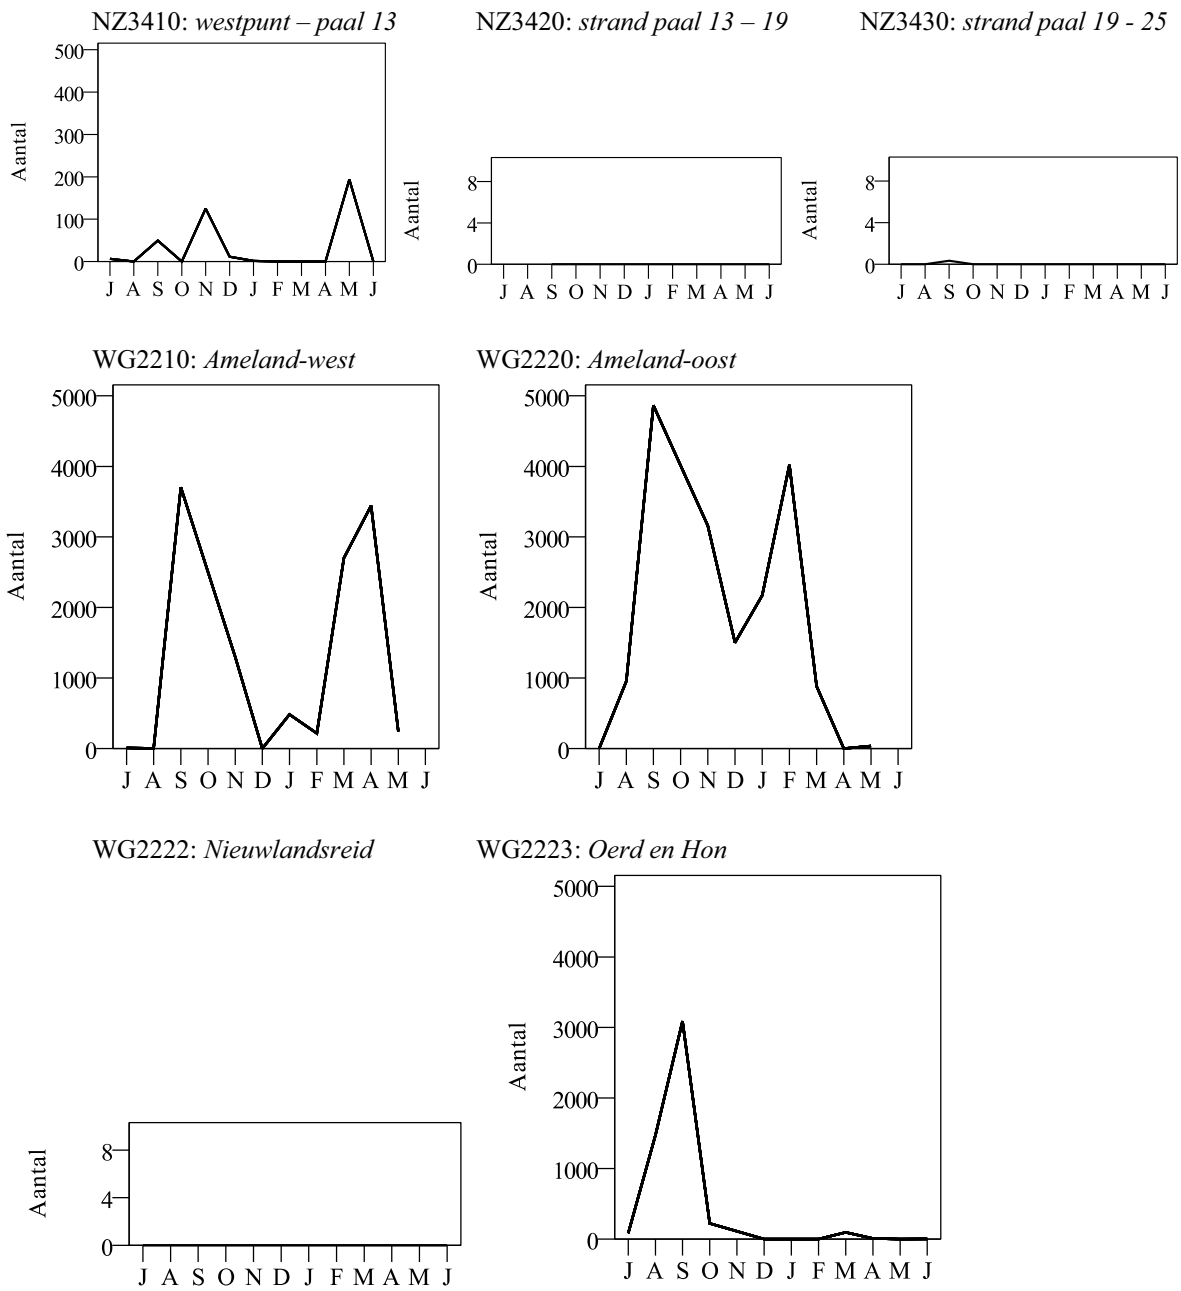 NZ3410: westpunt – paal 13
500
400
300
200
100
0
Aantal
J A S O N D J F M A M J
NZ3420: strand paal 13 – 19
8
4
0
Aantal
J A S O N D J F M A M J
NZ3430: strand paal 19 - 25
8
4
0
Aantal
J A S O N D J F M A M J
WG2210: Ameland-west
5000
4000
3000
2000
1000
0
Aantal
J A S O N D J F M A M J
WG2220: Ameland-oost
5000
4000
3000
2000
1000
0
Aantal
J A S O N D J F M A M J
WG2222: Nieuwlandsreid
8
4
0
Aantal
J A S O N D J F M A M J
WG2223: Oerd en Hon
5000
4000
3000
2000
1000
0
Aantal
J A S O N D J F M A M J